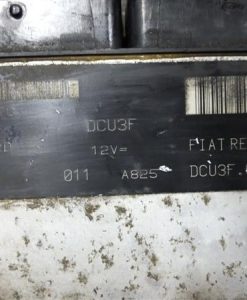 DCU3F
12V= FIAT RE
011 A825 DCU3F.